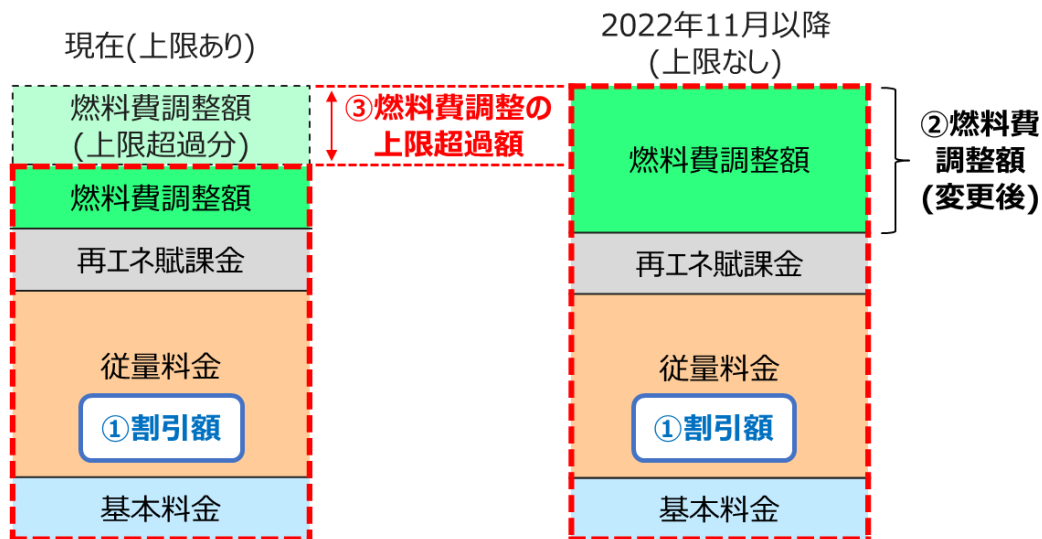 現在(上限あり)
燃料費調整額
(上限超過分)
燃料費調整額
再エネ賦課金
従量料金
①割引額
基本料金
③燃料費調整の
上限超過額
2022年11月以降
(上限なし)
燃料費調整額
再エネ賦課金
従量料金
①割引額
基本料金
②燃料費
調整額
(変更後)